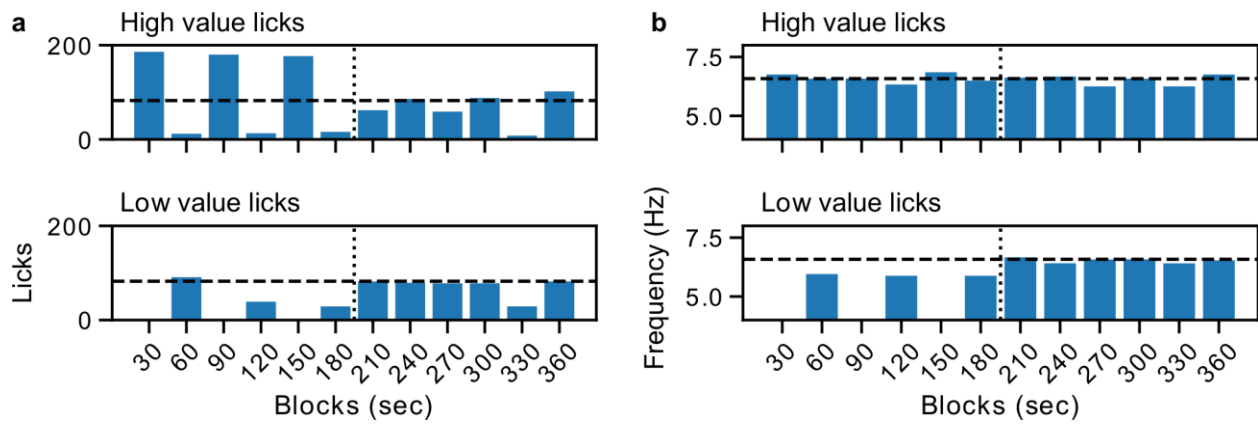 a
High value licks
200
0
Low value licks
200
0
Licks
30 60 90 120 150 180 210 240 270 300 330 360
Blocks (sec)
b
High value licks
7.5
5.0
Low value licks
7.5
5.0
Frequency (Hz)
30 60 90 120 150 180 210 240 270 300 330 360
Blocks (sec)